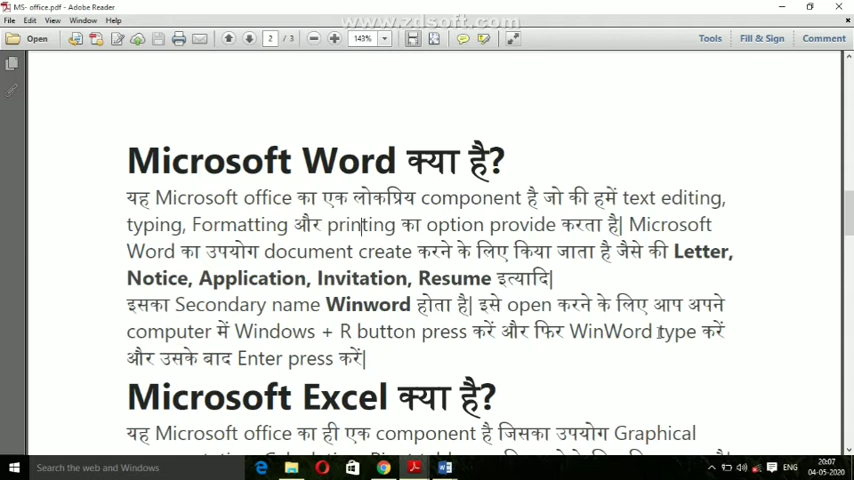 MS- office.pdf - Adobe Reader
www.zdsoft.com
File Edit View Window Help
Open 2 / 3 143% Tools Fill & Sign Comment
Microsoft Word क्या है?
यह Microsoft office का एक लोकप्रिय component है जो की हमें text editing,
typing, Formatting और printing का option provide करता है| Microsoft
Word का उपयोग document create करने के लिए किया जाता है जैसे की Letter,
Notice, Application, Invitation, Resume इत्यादि|
इसका Secondary name Winword होता है| इसे open करने के लिए आप अपने
computer में Windows + R button press करें और फिर WinWord type करें
और उसके बाद Enter press करें|
Microsoft Excel क्या है?
यह Microsoft office का ही एक component है जिसका उपयोग Graphical
Search the web and Windows
ENG
20:07
04-05-2020